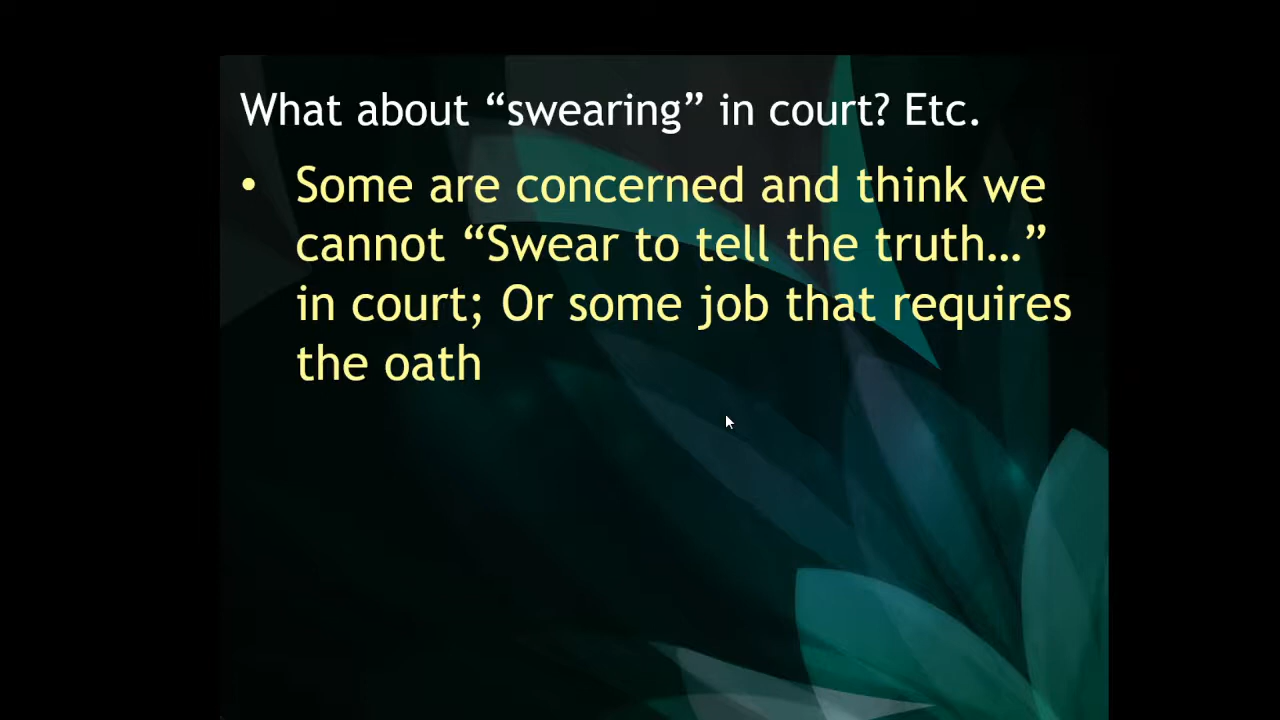 What about “swearing” in court? Etc.
• Some are concerned and think we
cannot “Swear to tell the truth…”
in court; Or some job that requires
the oath